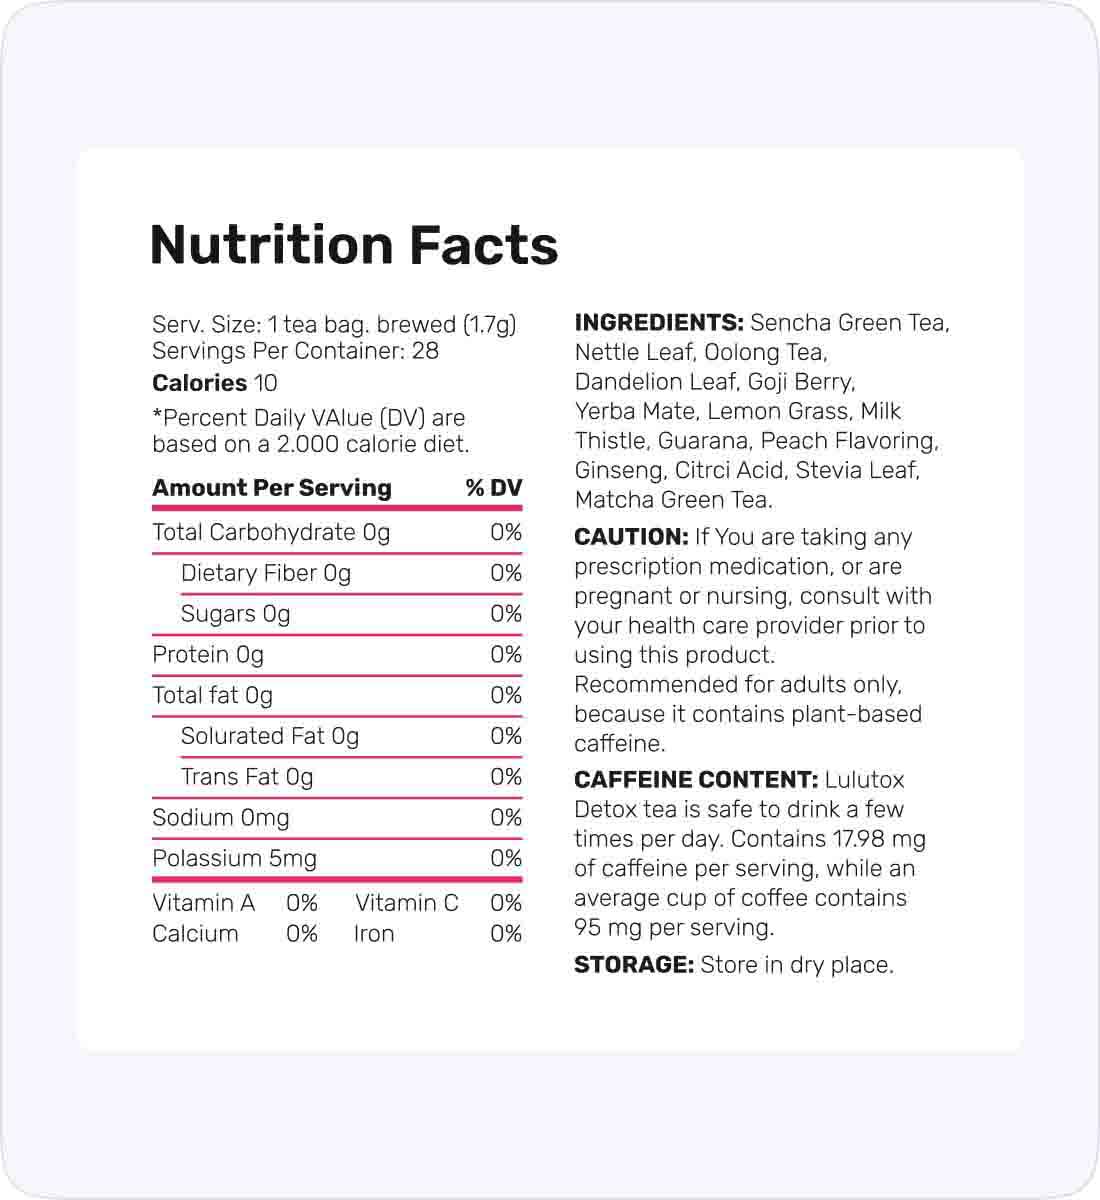 Nutrition Facts
Serv. Size: 1 tea bag. brewed (1.7g)
Servings Per Container: 28
Calories 10
*Percent Daily VAlue (DV) are
based on a 2.000 calorie diet.
Amount Per Serving % DV
Total Carbohydrate 0g 0%
Dietary Fiber 0g 0%
Sugars 0g 0%
Protein 0g 0%
Total fat 0g 0%
Solurated Fat 0g 0%
Trans Fat 0g 0%
Sodium 0mg 0%
Polassium 5mg 0%
Vitamin A 0% Vitamin C 0%
Calcium 0% Iron 0%
INGREDIENTS: Sencha Green Tea,
Nettle Leaf, Oolong Tea,
Dandelion Leaf, Goji Berry,
Yerba Mate, Lemon Grass, Milk
Thistle, Guarana, Peach Flavoring,
Ginseng, Citrci Acid, Stevia Leaf,
Matcha Green Tea.
CAUTION: If You are taking any
prescription medication, or are
pregnant or nursing, consult with
your health care provider prior to
using this product.
Recommended for adults only,
because it contains plant-based
caffeine.
CAFFEINE CONTENT: Lulutox
Detox tea is safe to drink a few
times per day. Contains 17.98 mg
of caffeine per serving, while an
average cup of coffee contains
95 mg per serving.
STORAGE: Store in dry place.